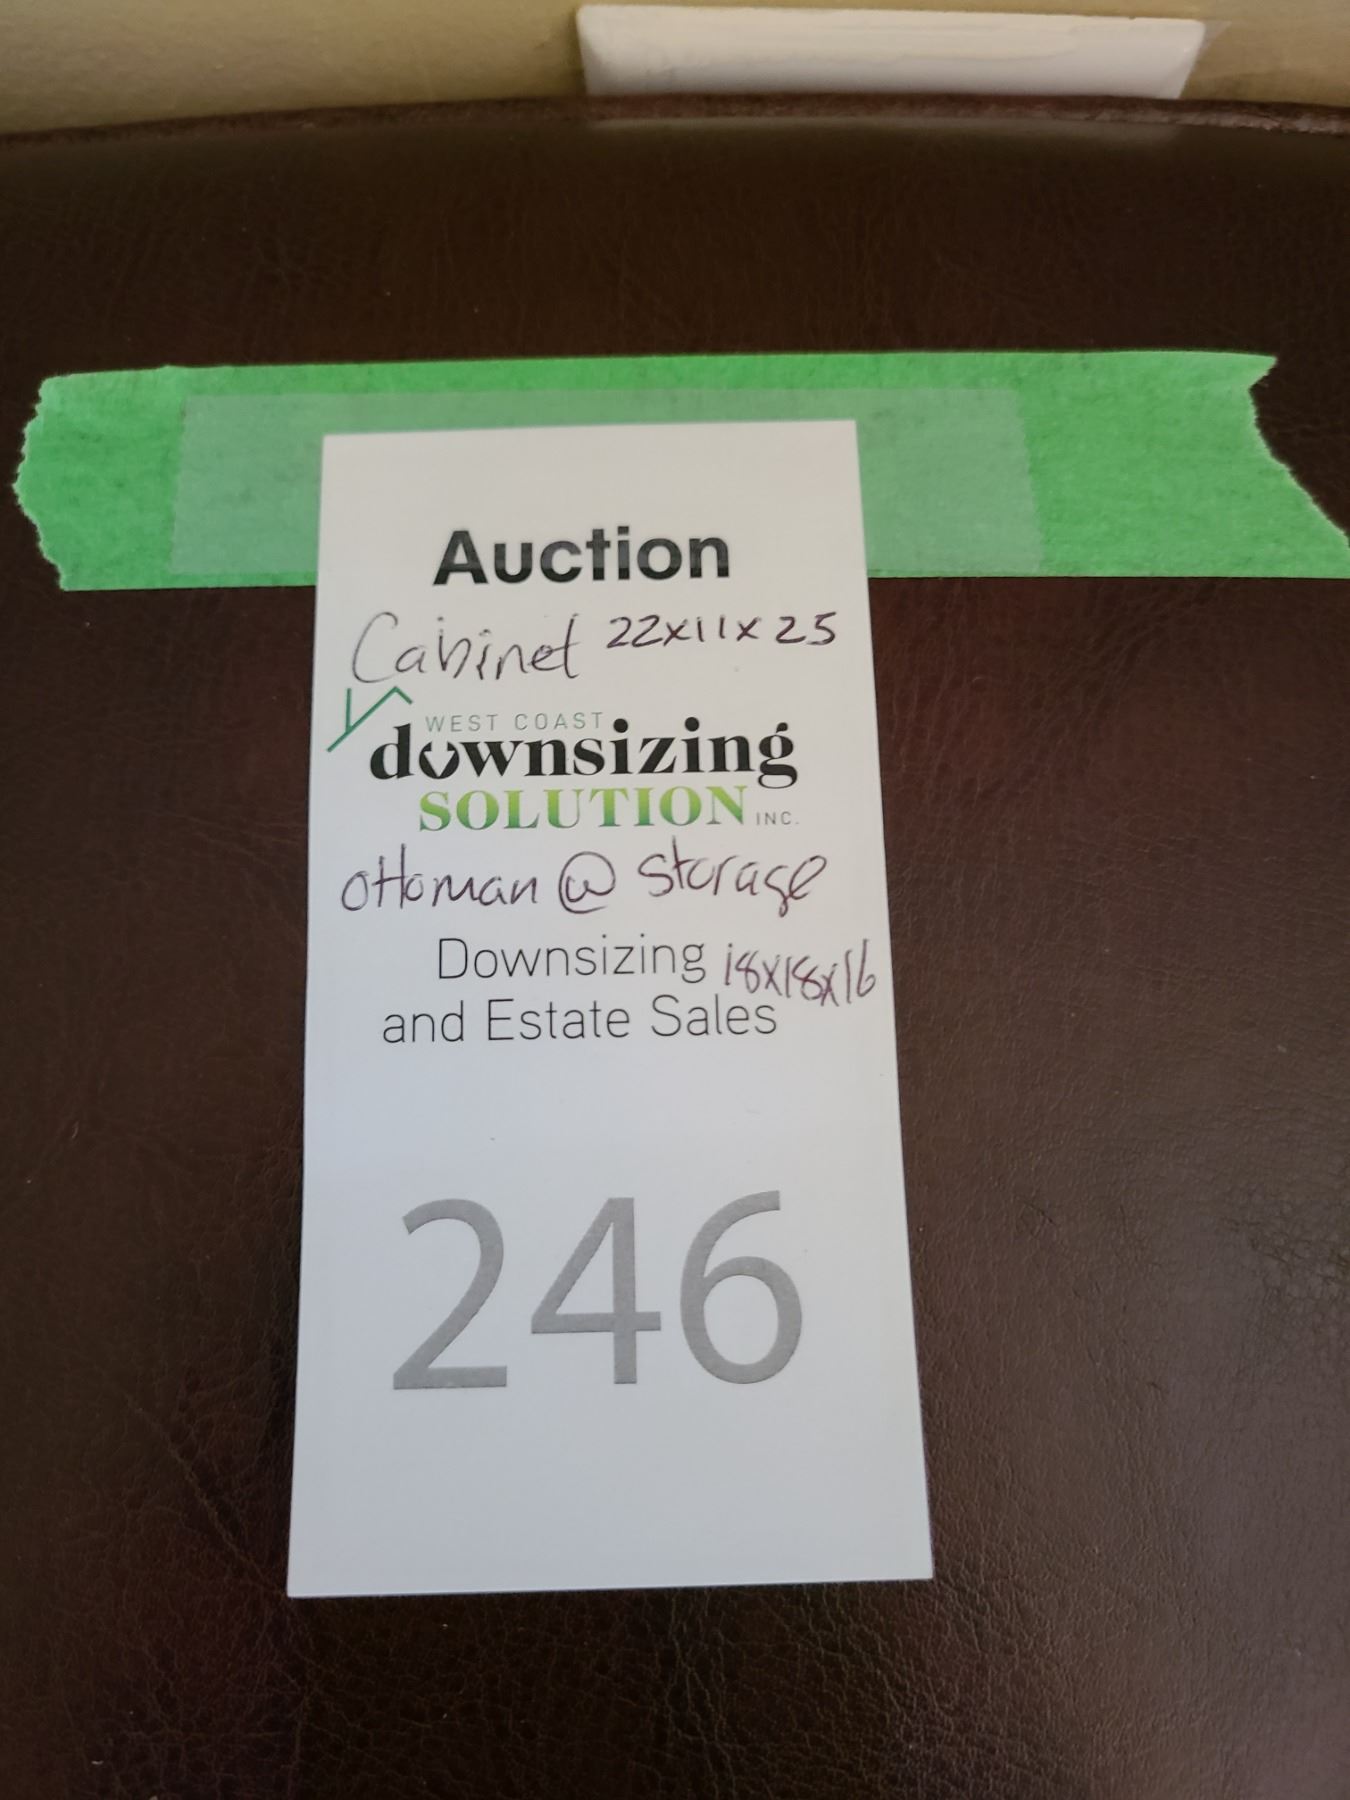 Auction
Cabinet 22x11x25
WEST COAST
downsizing
SOLUTION INC.
Ottoman @ Storage
Downsizing 18x18x16
and Estate Sales
246